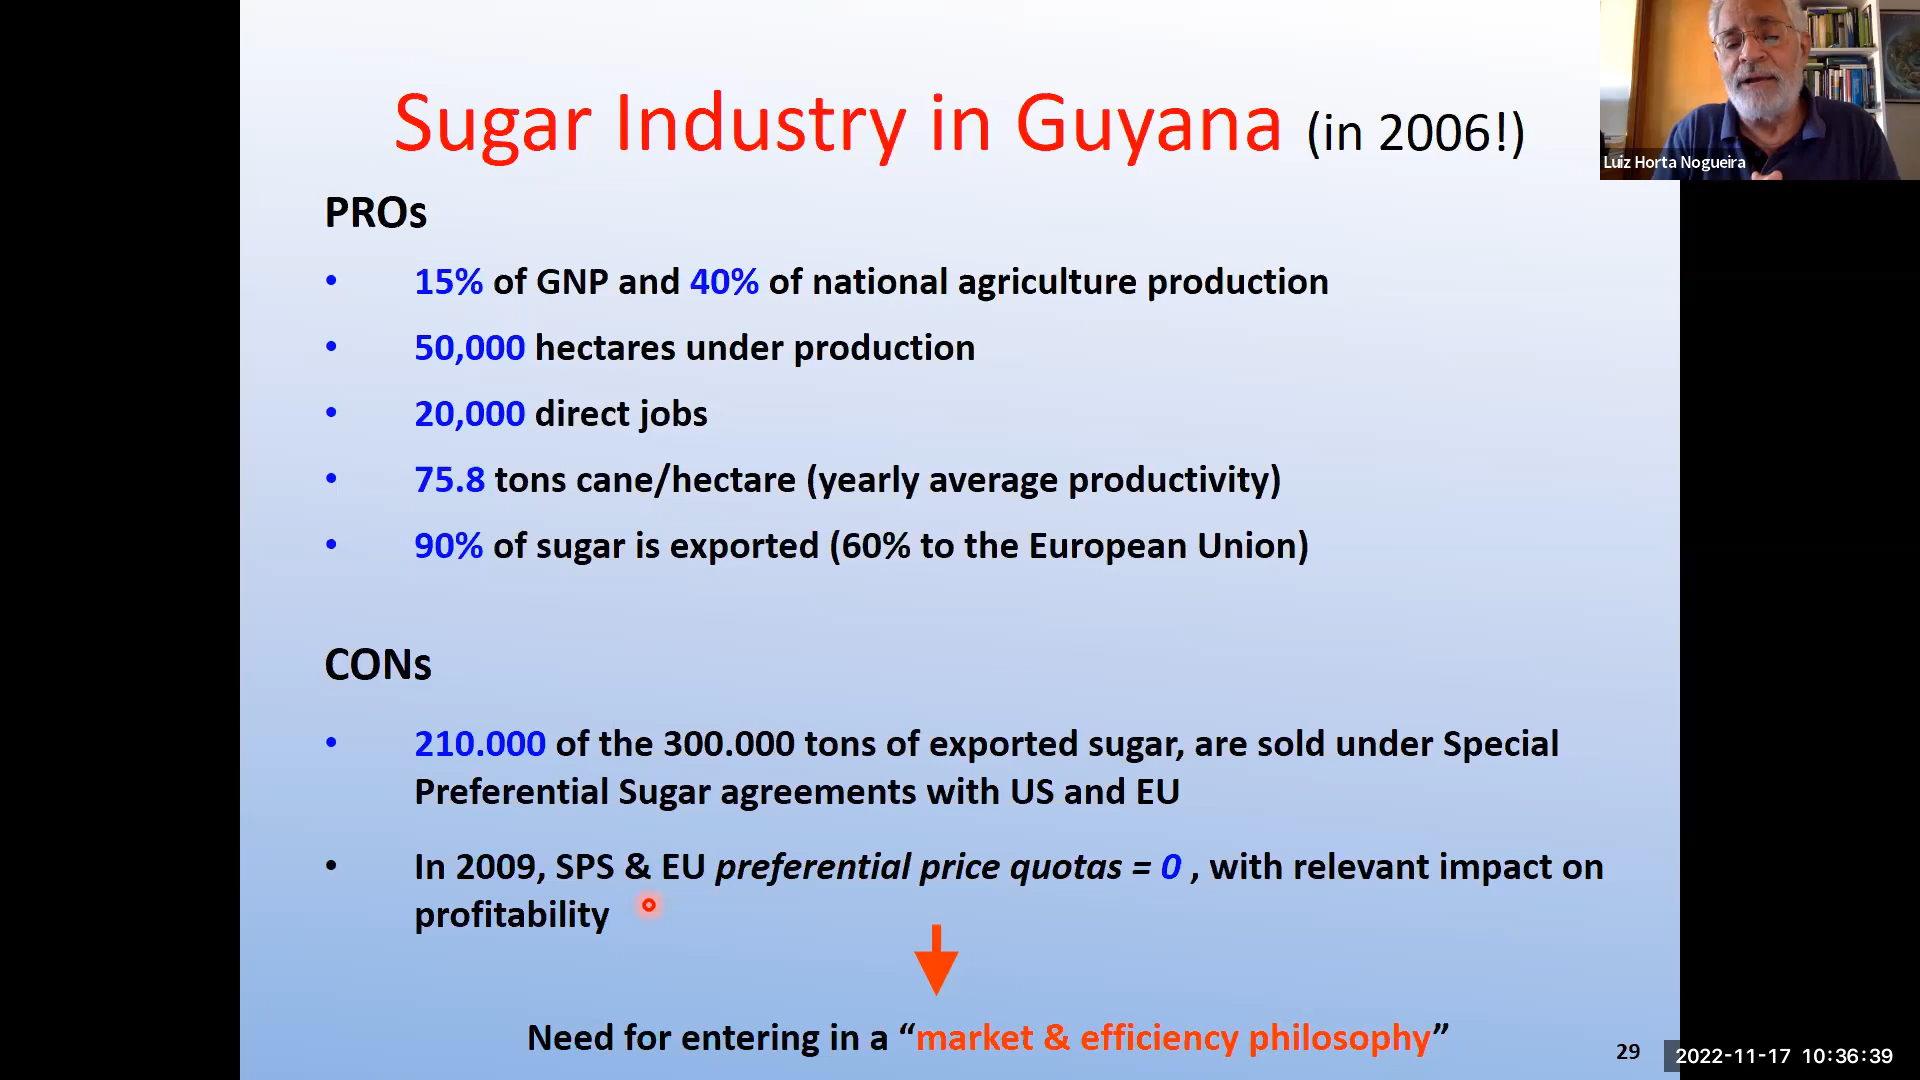 Sugar Industry in Guyana (in 2006!)
Luiz Horta Nogueira
PROs
• 15% of GNP and 40% of national agriculture production
• 50,000 hectares under production
• 20,000 direct jobs
• 75.8 tons cane/hectare (yearly average productivity)
• 90% of sugar is exported (60% to the European Union)
CONs
• 210.000 of the 300.000 tons of exported sugar, are sold under Special
Preferential Sugar agreements with US and EU
• In 2009, SPS & EU preferential price quotas = 0 , with relevant impact on
profitability
Need for entering in a “market & efficiency philosophy”
29
2022-11-17 10:36:39